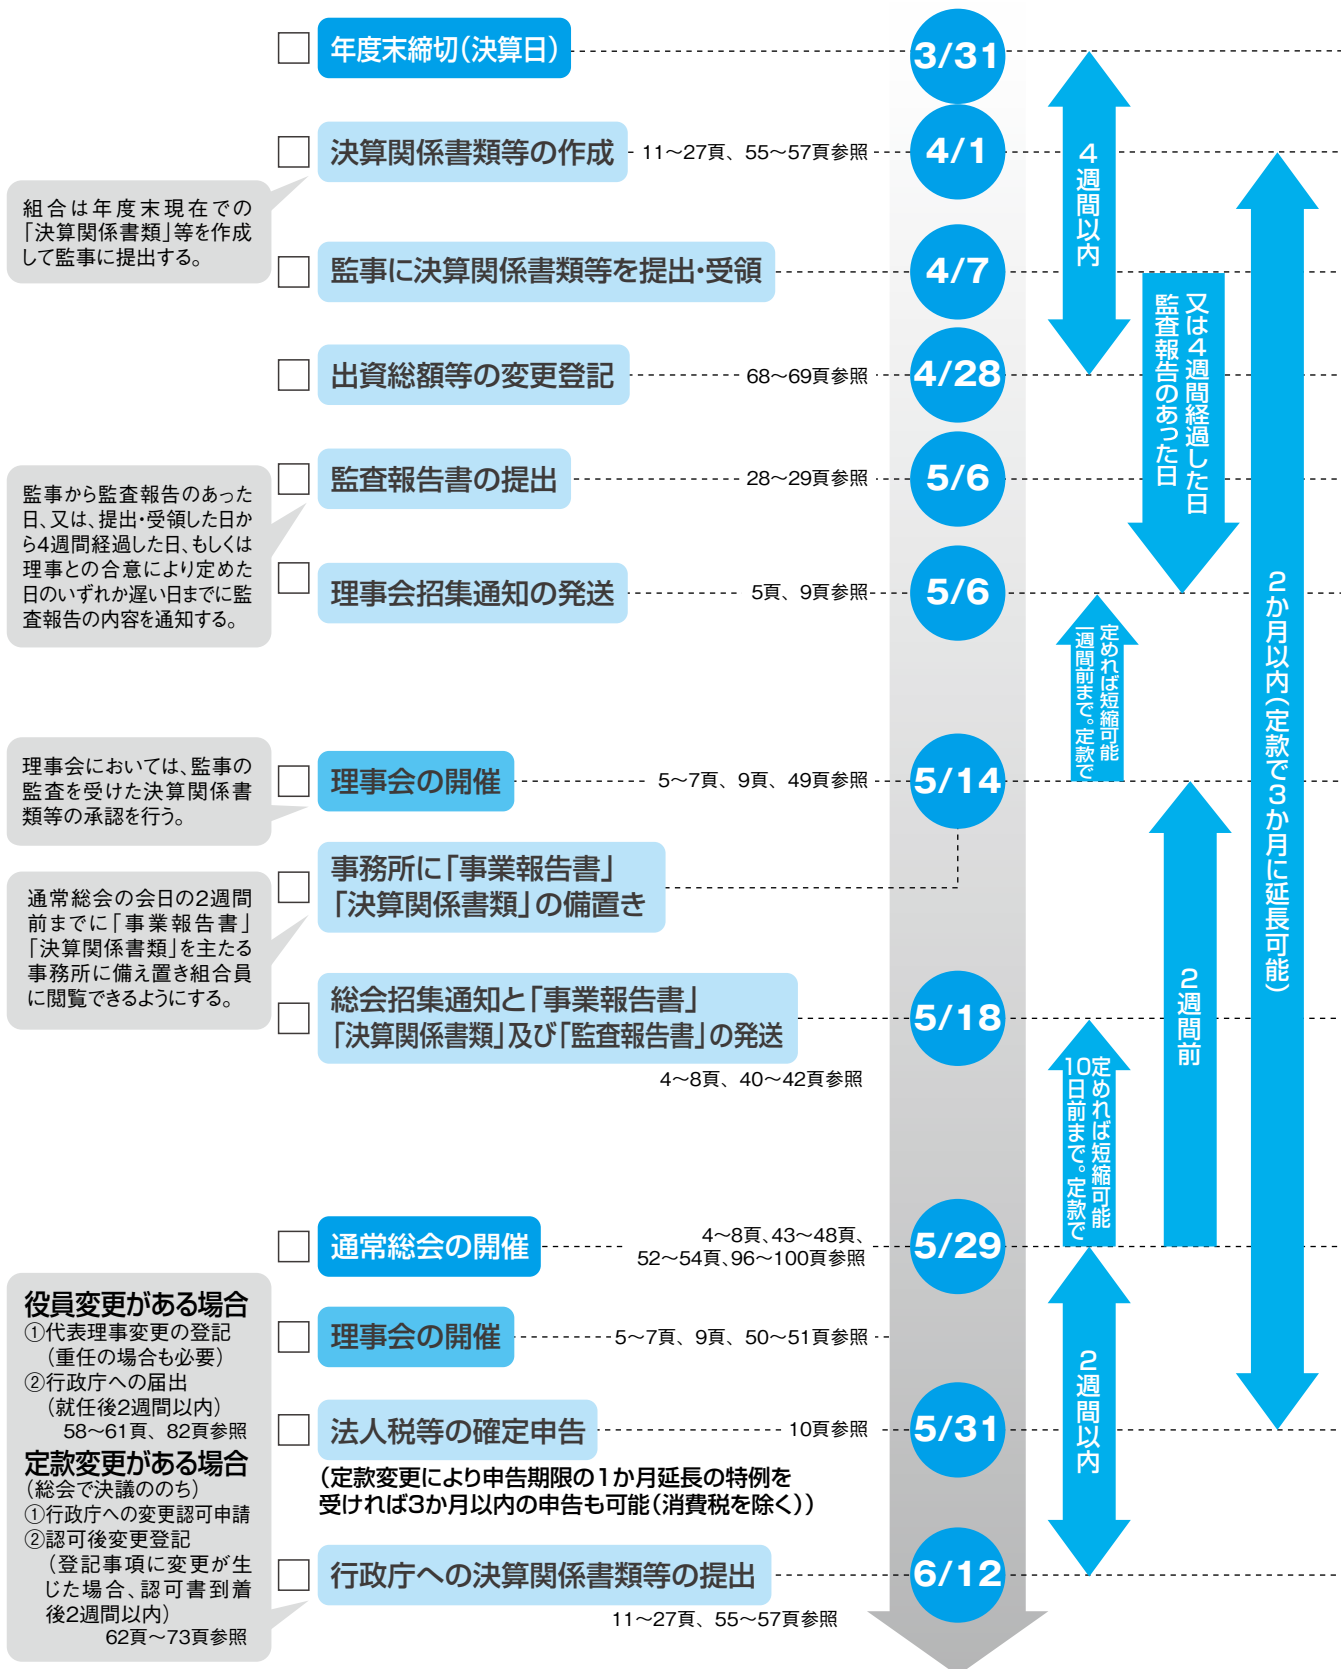 年度末締切（決算日）
3/31
決算関係書類等の作成
11～27頁、55～57頁参照
4/1
組合は年度末現在での
「決算関係書類」等を作成
して監事に提出する。
監事に決算関係書類等を提出・受領
4/7
4週間以内
出資総額等の変更登記
68～69頁参照
4/28
監査報告書の提出
28～29頁参照
5/6
監査報告のあった日
又は4週間経過した日
監事から監査報告のあった
日、又は、提出・受領した日か
ら4週間経過した日、もしくは
理事との合意により定めた
日のいずれか遅い日までに監
査報告の内容を通知する。
理事会招集通知の発送
5頁、9頁参照
5/6
一週間前まで。定款で
定めれば短縮可能
2か月以内（定款で3か月に延長可能）
理事会においては、監事の
監査を受けた決算関係書
類等の承認を行う。
理事会の開催
5～7頁、9頁、49頁参照
5/14
事務所に「事業報告書」
「決算関係書類」の備置き
通常総会の会日の2週間
前までに「事業報告書」
「決算関係書類」を主たる
事務所に備え置き組合員
に閲覧できるようにする。
総会招集通知と「事業報告書」
「決算関係書類」及び「監査報告書」の発送
4～8頁、40～42頁参照
5/18
2週間前
10日前まで。定款で
定めれば短縮可能
通常総会の開催
4～8頁、43～48頁、
52～54頁、96～100頁参照
5/29
理事会の開催
5～7頁、9頁、50～51頁参照
2週間以内
法人税等の確定申告
10頁参照
5/31
（定款変更により申告期限の1か月延長の特例を
受ければ3か月以内の申告も可能（消費税を除く））
役員変更がある場合
①代表理事変更の登記
（重任の場合も必要）
②行政庁への届出
（就任後2週間以内）
58～61頁、82頁参照
定款変更がある場合
（総会で決議ののち）
①行政庁への変更認可申請
②認可後変更登記
（登記事項に変更が生
じた場合、認可書到着
後2週間以内）
62頁～73頁参照
行政庁への決算関係書類等の提出
11～27頁、55～57頁参照
6/12